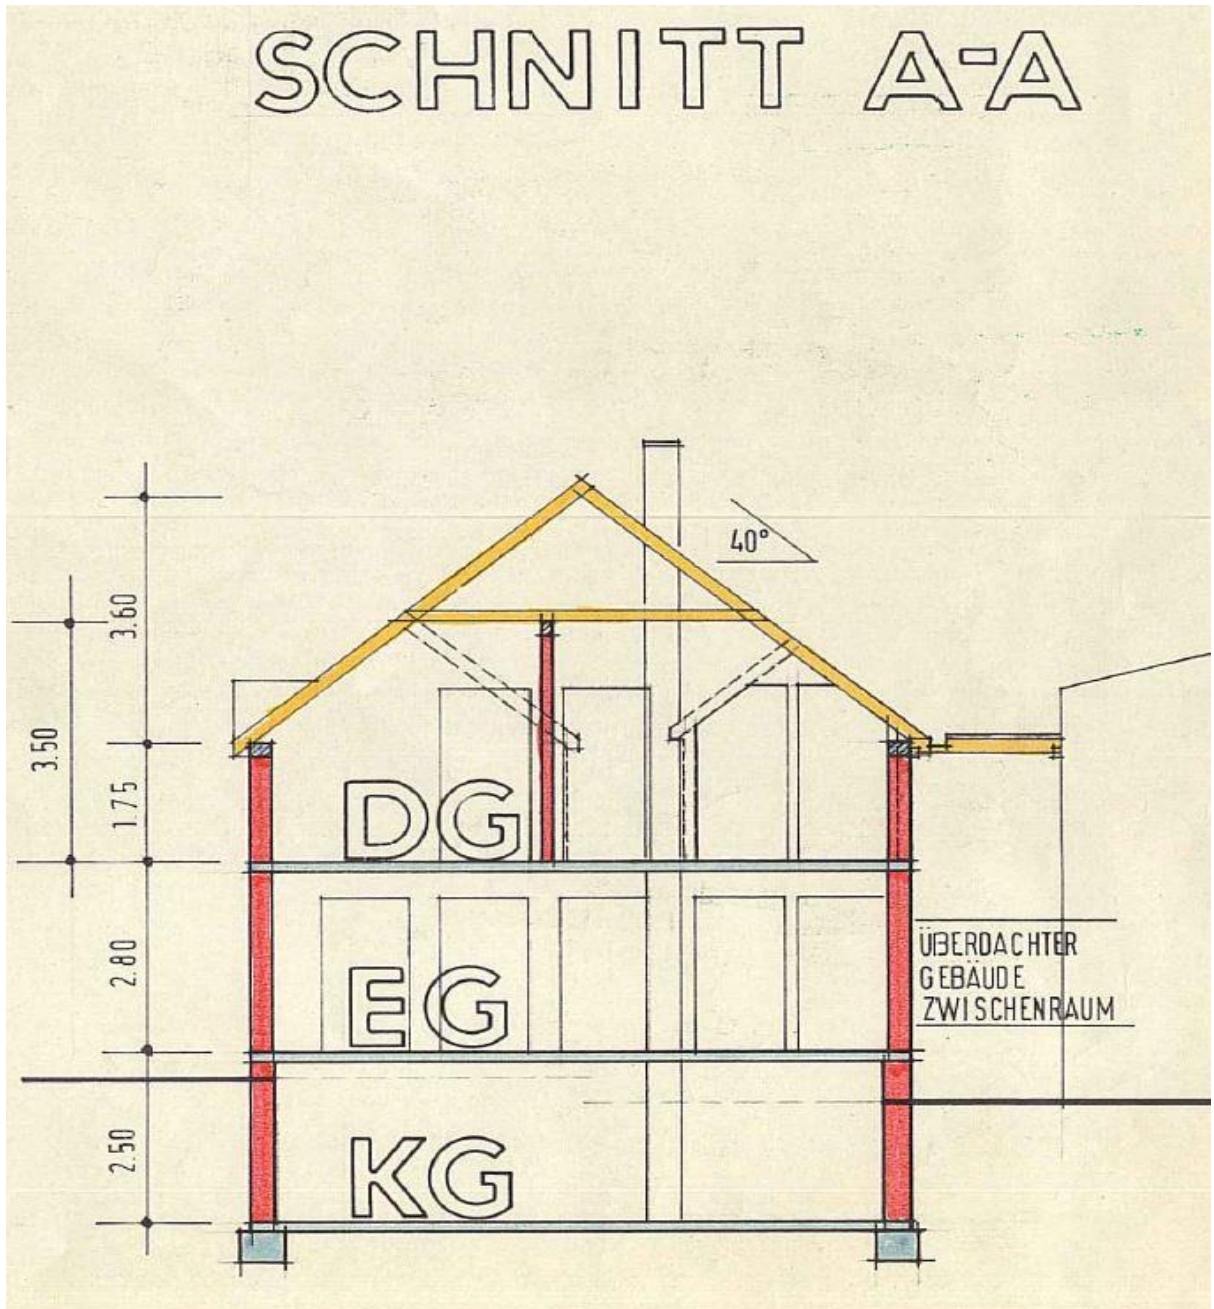 SCHNITT A-A
40°
3.60
3.50
1.75
DG
2.80
EG
ÜBERDACHTER
GEBÄUDE
ZWISCHENRAUM
2.50
KG